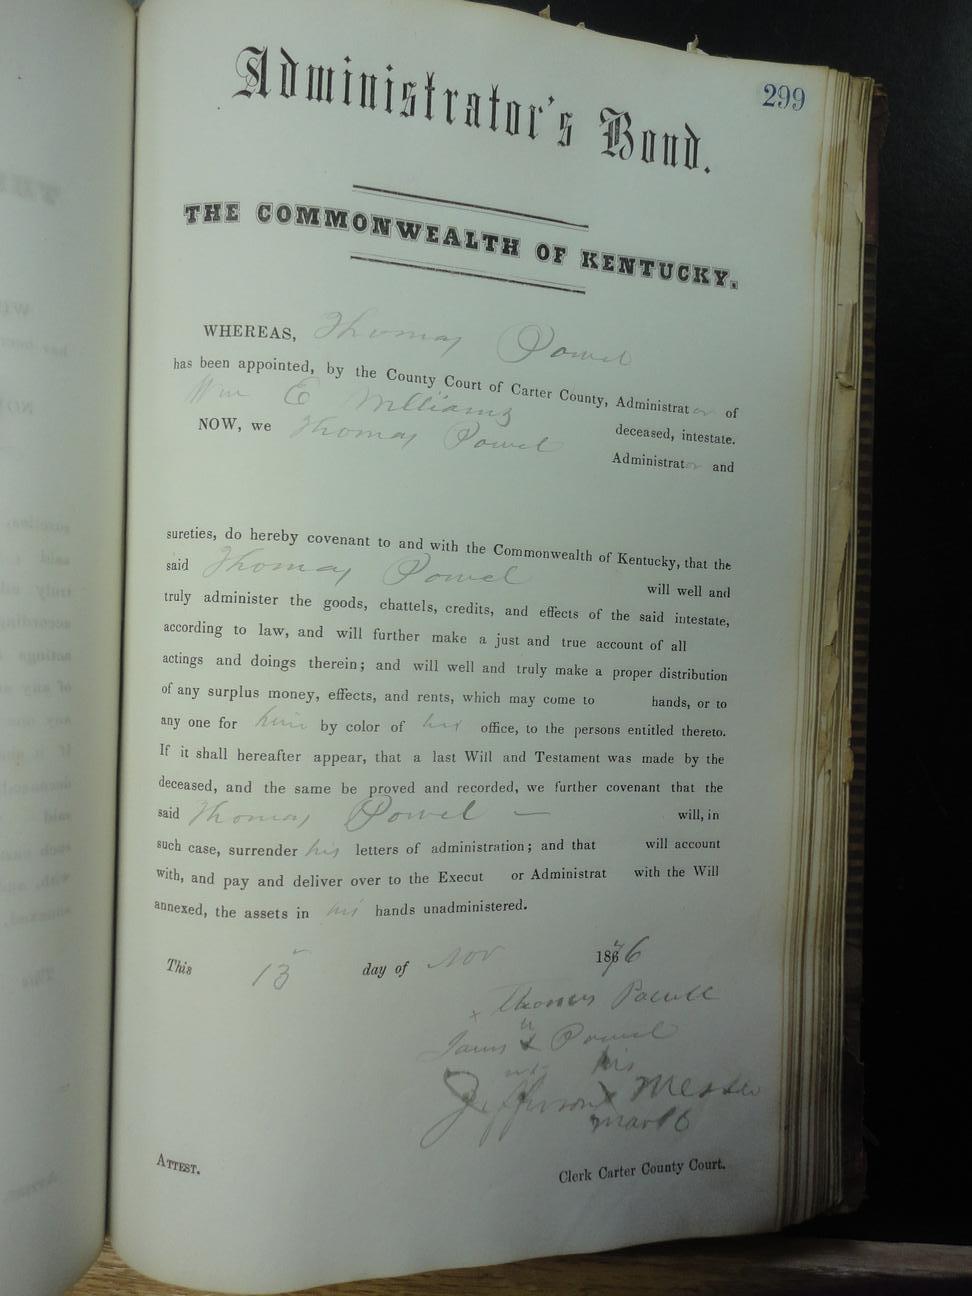 299
Administrator's Bond.
THE COMMONWEALTH OF KENTUCKY.
WHEREAS, Thomas Powel
has been appointed, by the County Court of Carter County, Administrator of
Wm E Williams deceased, intestate.
NOW, we Thomas Powel Administrator and
sureties, do hereby covenant to and with the Commonwealth of Kentucky, that the
said Thomas Powel will well and
truly administer the goods, chattels, credits, and effects of the said intestate,
according to law, and will further make a just and true account of all
actings and doings therein; and will well and truly make a proper distribution
of any surplus money, effects, and rents, which may come to hands, or to
any one for him by color of his office, to the persons entitled thereto.
If it shall hereafter appear, that a last Will and Testament was made by the
deceased, and the same be proved and recorded, we further covenant that the
said Thomas Powel — will, in
such case, surrender his letters of administration; and that will account
with, and pay and deliver over to the Execut or Administrat with the Will
annexed, the assets in his hands unadministered.
This day of Nov 1876
x Thomas Powell
Powel
his
Jefferson x Messer
mark
ATTEST.
Clerk Carter County Court.